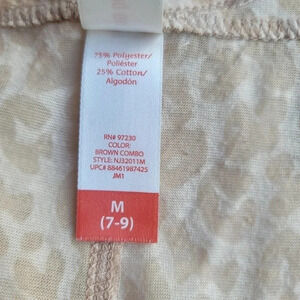 75% Polyester/
Poliéster
25% Cotton/
Algodón
RN# 97230
COLOR:
BROWN COMBO
STYLE: NJ32011M
UPC# 88461987425
JM1
M
(7-9)